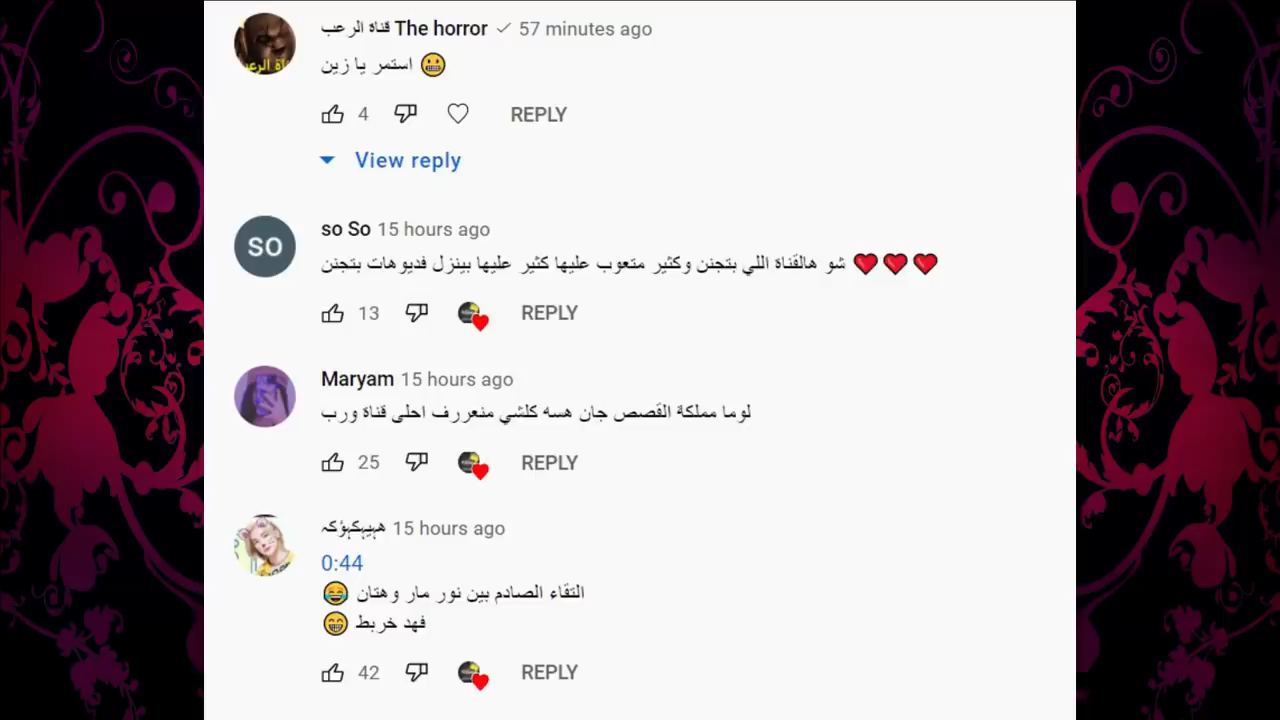 قناة الرعب The horror ✓ 57 minutes ago
استمر يا زين 😬
4 REPLY
View reply
SO
so So 15 hours ago
شو هالقناة اللي بتجنن وكثير متعوب عليها كثير عليها بينزل فديوهات بتجنن ❤️❤️❤️
13 REPLY
Maryam 15 hours ago
لوما مملكة القصص جان هسه كلشي منعررف احلى قناة ورب
25 REPLY
15 hours ago
0:44
التقاء الصادم بين نور مار وهتان 😂
فهد خربط 😁
42 REPLY